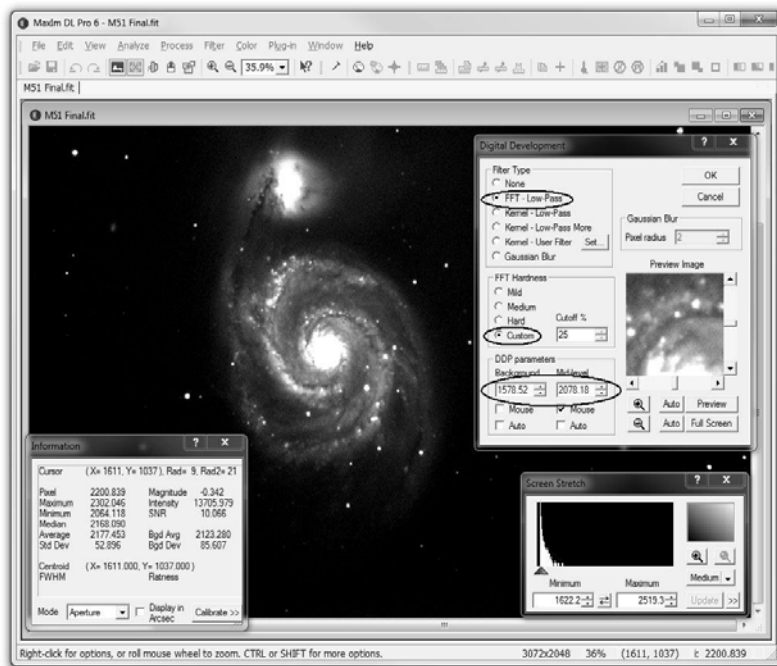 MaxIm DL Pro 6 - M51 Final.fit
File Edit View Analyze Process Filter Color Plug-in Window Help
35.9%
M51 Final.fit
M51 Final.fit
Digital Development
Filter Type
None
FFT - Low-Pass
Kernel - Low-Pass
Kernel - Low-Pass More
Kernel - User Filter Set...
Gaussian Blur
OK
Cancel
Gaussian Blur
Pixel radius 2
Preview Image
FFT Hardness
Mild
Medium
Hard Cutoff %
Custom 25
DDP parameters
Background Mid-level
1578.52 2078.18
Mouse Mouse
Auto Auto
Auto Preview
Auto Full Screen
Information
Cursor ( X= 1611, Y= 1037 ), Rad= 9, Rad2= 21
Pixel 2200.839 Magnitude -0.342
Maximum 2302.046 Intensity 13705.979
Minimum 2064.118 SNR 10.066
Median 2168.090
Average 2177.453 Bgd Avg 2123.280
Std Dev 52.896 Bgd Dev 85.607
Centroid ( X= 1611.000, Y= 1037.000 )
FWHM Flatness
Mode Aperture Display in Arcsec Calibrate >>
Screen Stretch
Medium
Minimum Maximum
1622.2 2519.3 Update >>
Right-click for options, or roll mouse wheel to zoom. CTRL or SHIFT for more options. 3072x2048 36% (1611, 1037) i: 2200.839